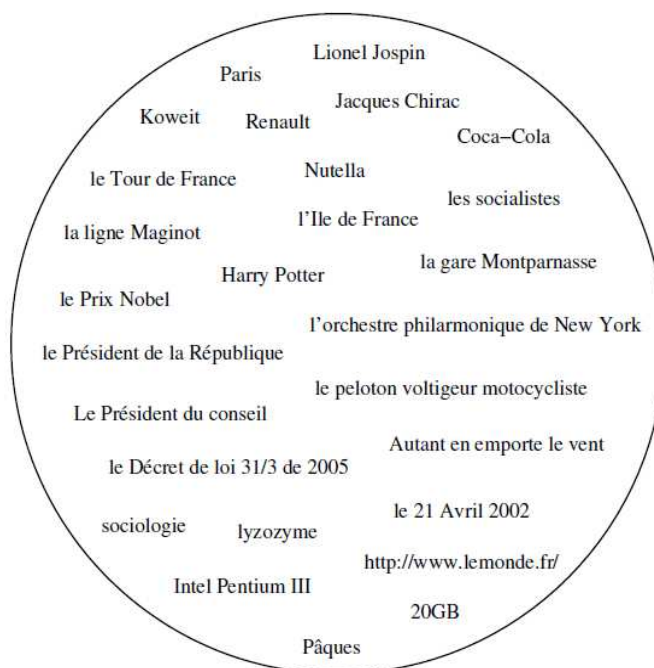 Lionel Jospin
Paris
Jacques Chirac
Koweit
Renault
Coca−Cola
le Tour de France
Nutella
les socialistes
l'Ile de France
la ligne Maginot
la gare Montparnasse
Harry Potter
le Prix Nobel
l'orchestre philarmonique de New York
le Président de la République
le peloton voltigeur motocycliste
Le Président du conseil
Autant en emporte le vent
le Décret de loi 31/3 de 2005
le 21 Avril 2002
sociologie
lyzozyme
http://www.lemonde.fr/
Intel Pentium III
20GB
Pâques